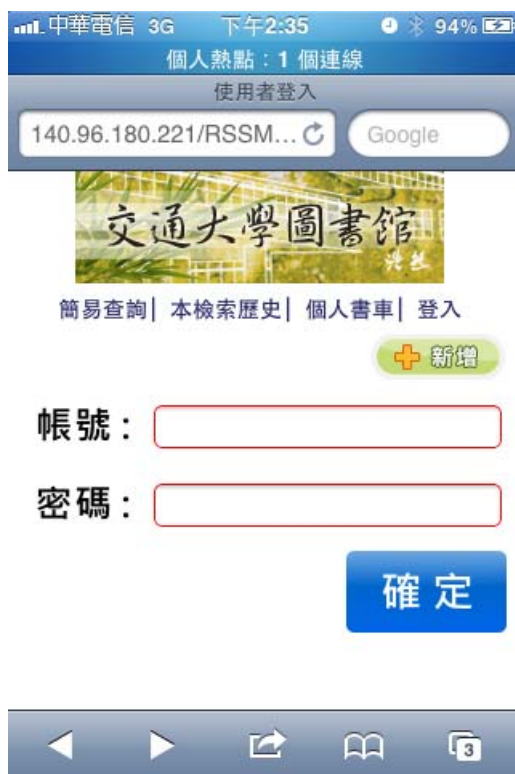 中華電信 3G 下午2:35 94%
個人熱點：1 個連線
使用者登入
140.96.180.221/RSSM... Google
交通大學圖書館
簡易查詢| 本檢索歷史| 個人書車| 登入
新增
帳號：
密碼：
確定
3